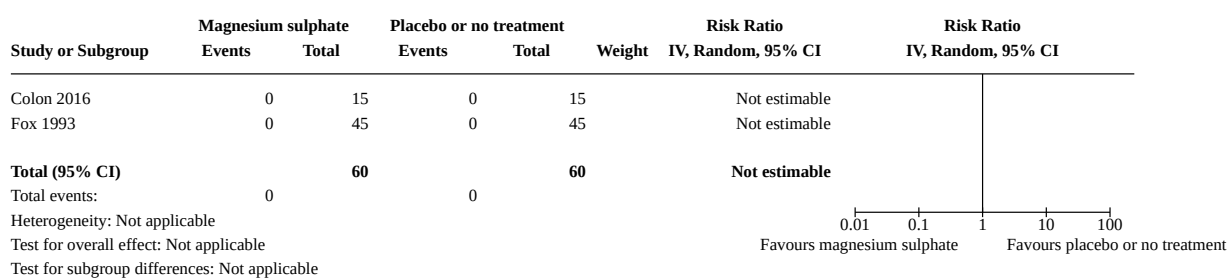 Magnesium sulphate Placebo or no treatment Risk Ratio Risk Ratio
Study or Subgroup Events Total Events Total Weight IV, Random, 95% CI IV, Random, 95% CI
Colon 2016 0 15 0 15 Not estimable
Fox 1993 0 45 0 45 Not estimable
Total (95% CI) 60 60 Not estimable
Total events: 0 0
Heterogeneity: Not applicable
0.01 0.1 1 10 100
Test for overall effect: Not applicable
Favours magnesium sulphate Favours placebo or no treatment
Test for subgroup differences: Not applicable